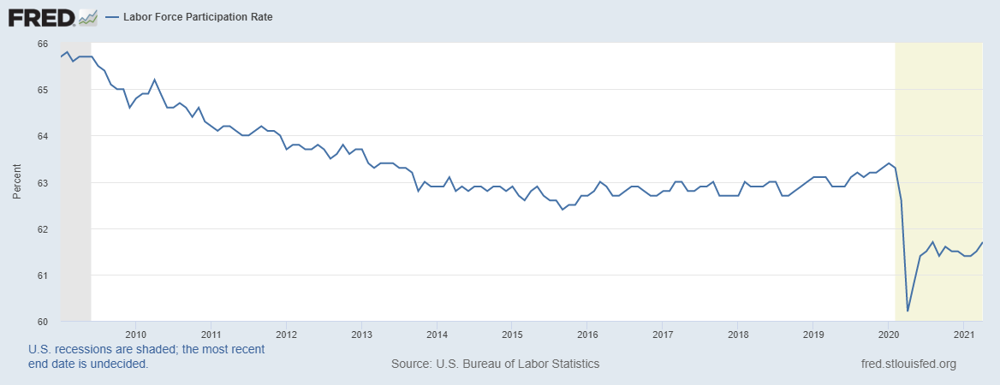 FRED
Labor Force Participation Rate
66
65
64
63
62
61
60
Percent
2010 2011 2012 2013 2014 2015 2016 2017 2018 2019 2020 2021
U.S. recessions are shaded; the most recent
end date is undecided.
Source: U.S. Bureau of Labor Statistics
fred.stlouisfed.org